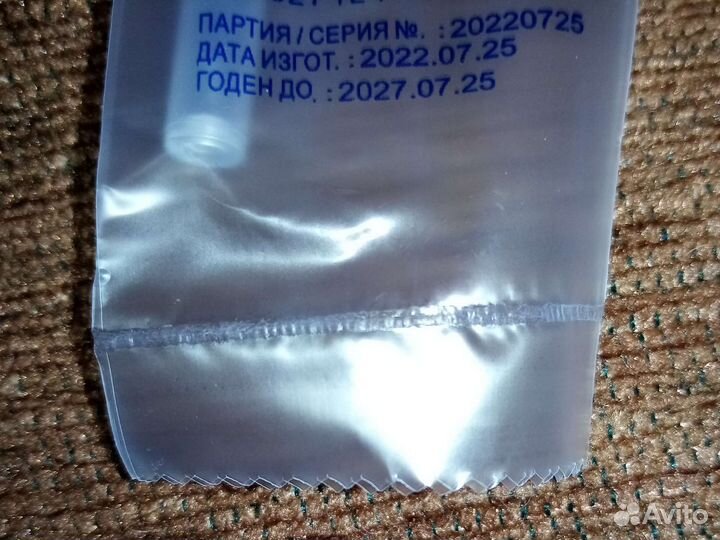 ПАРТИЯ / СЕРИЯ №. : 20220725
ДАТА ИЗГОТ. : 2022.07.25
ГОДЕН ДО. : 2027.07.25
Avito